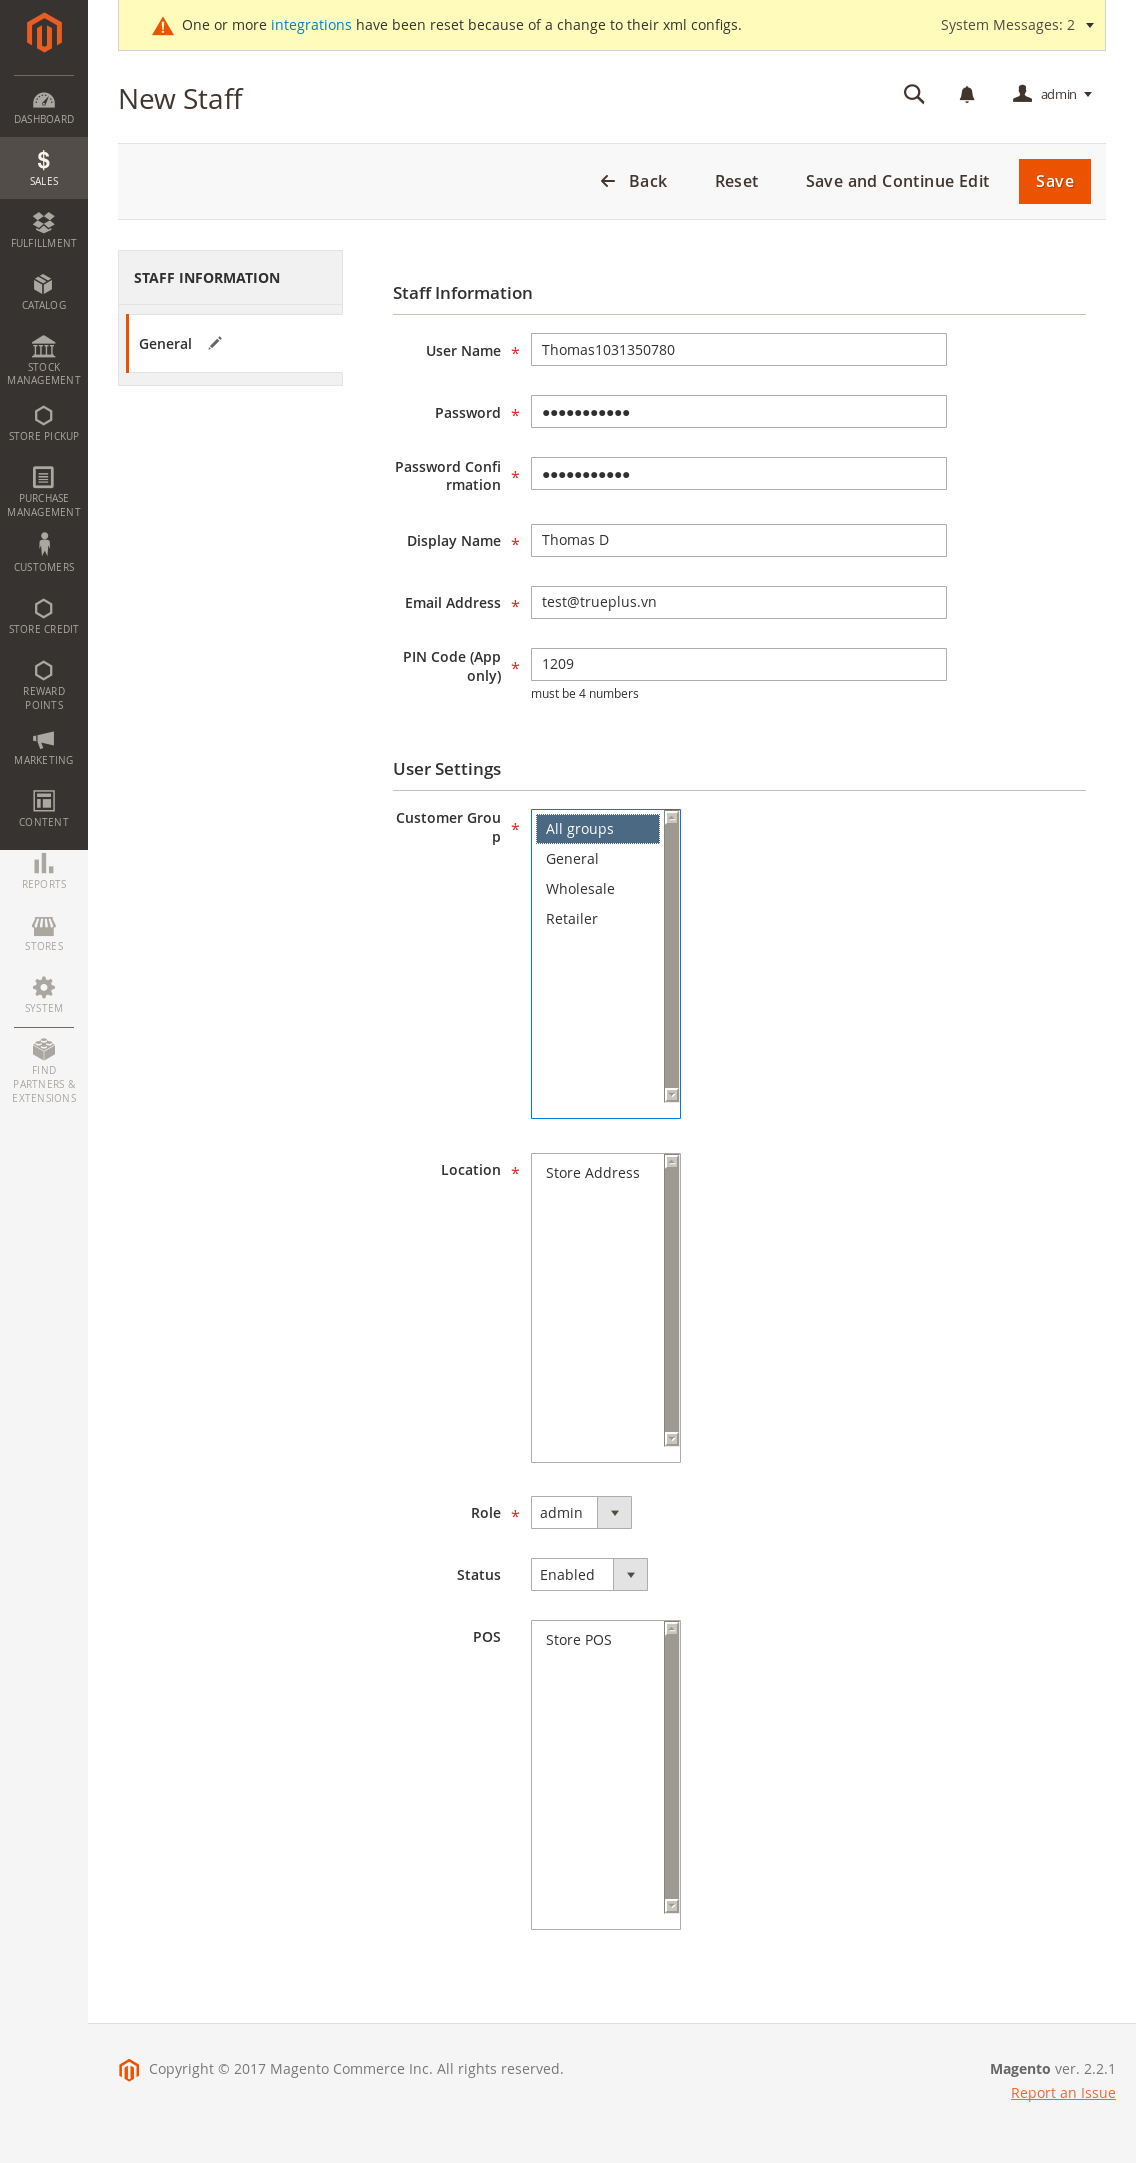 One or more integrations have been reset because of a change to their xml configs.
System Messages: 2
New Staff
admin
Back
Reset
Save and Continue Edit
Save
DASHBOARD
SALES
FULFILLMENT
CATALOG
STOCK
MANAGEMENT
STORE PICKUP
PURCHASE
MANAGEMENT
CUSTOMERS
STORE CREDIT
REWARD
POINTS
MARKETING
CONTENT
REPORTS
STORES
SYSTEM
FIND
PARTNERS &
EXTENSIONS
STAFF INFORMATION
General
Staff Information
User Name *
Thomas1031350780
Password *
●●●●●●●●●●●
Password Confi
rmation *
●●●●●●●●●●●
Display Name *
Thomas D
Email Address *
test@trueplus.vn
PIN Code (App
only) *
1209
must be 4 numbers
User Settings
Customer Grou
p *
All groups
General
Wholesale
Retailer
Location *
Store Address
Role *
admin
Status
Enabled
POS
Store POS
Copyright © 2017 Magento Commerce Inc. All rights reserved.
Magento ver. 2.2.1
Report an Issue